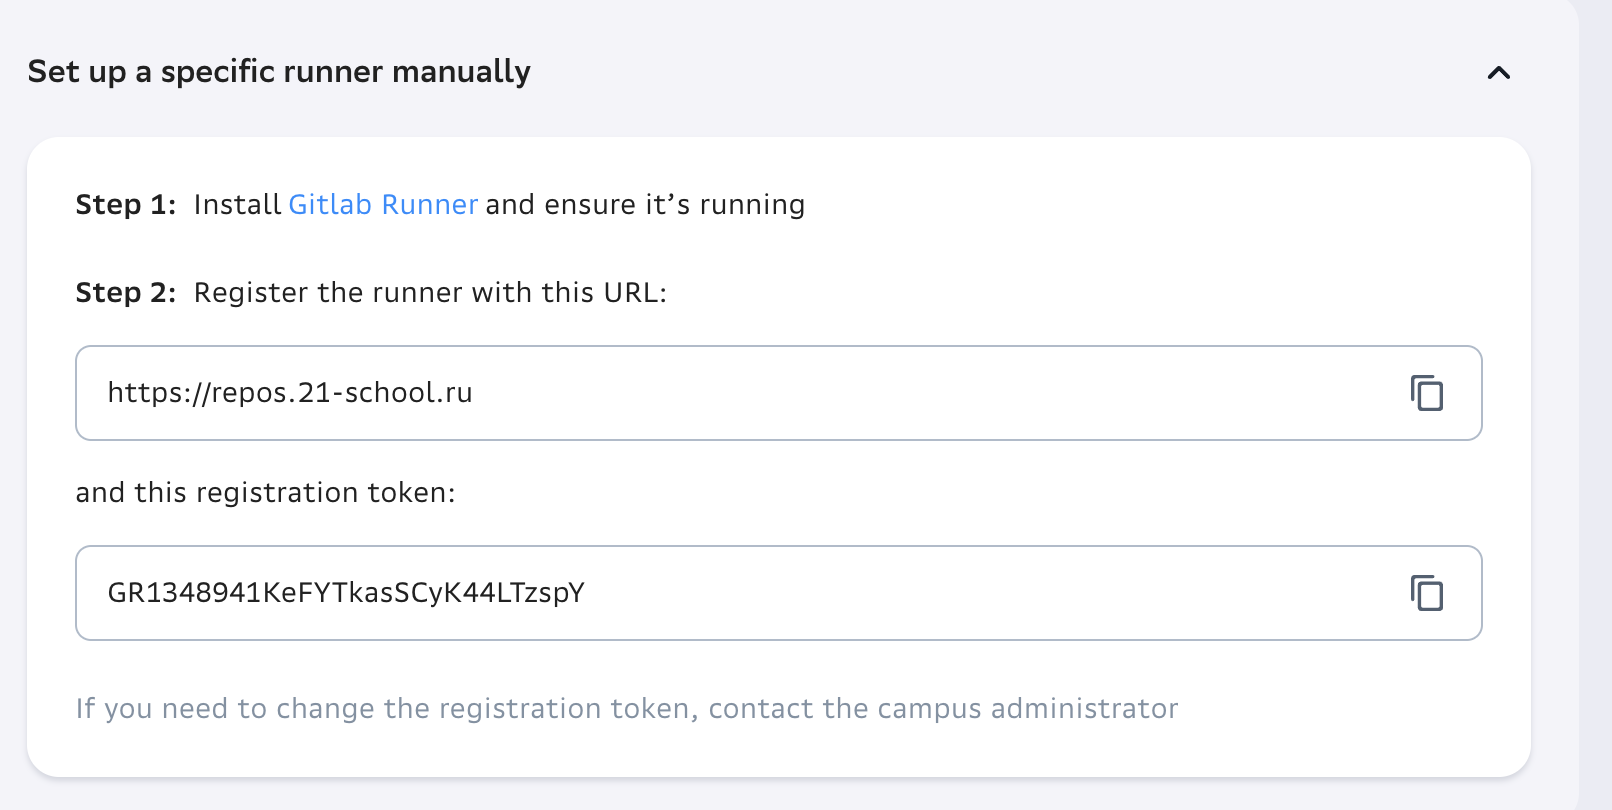 Set up a specific runner manually
Step 1: Install Gitlab Runner and ensure it’s running
Step 2: Register the runner with this URL:
https://repos.21-school.ru
and this registration token:
GR1348941KeFYTkasSCyK44LTzspY
If you need to change the registration token, contact the campus administrator